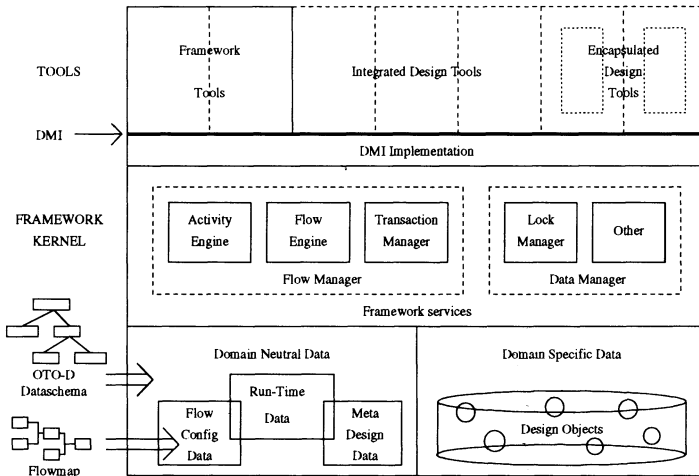 TOOLS
Framework
Tools
Integrated Design Tools
Encapsulated
Design
Tools
DMI
DMI Implementation
FRAMEWORK
KERNEL
Activity
Engine
Flow
Engine
Transaction
Manager
Flow Manager
Lock
Manager
Other
Data Manager
Framework services
OTO-D
Dataschema
Domain Neutral Data
Run-Time
Data
Flow
Config
Data
Meta
Design
Data
Domain Specific Data
Design Objects
Flowmap